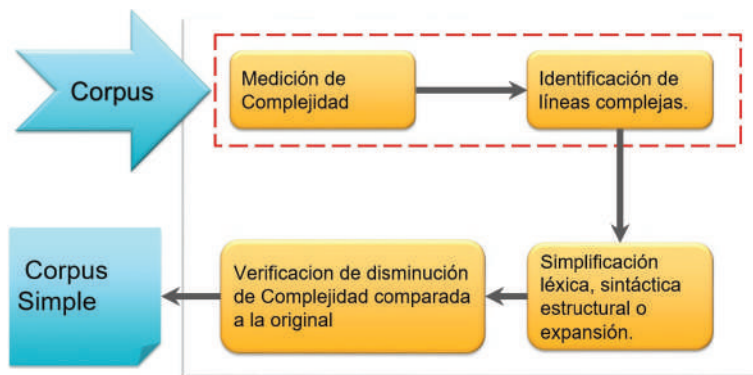 Corpus
Medición de
Complejidad
Identificación de
líneas complejas.
Simplificación
léxica, sintáctica
estructural o
expansión.
Verificacion de disminución
de Complejidad comparada
a la original
Corpus
Simple